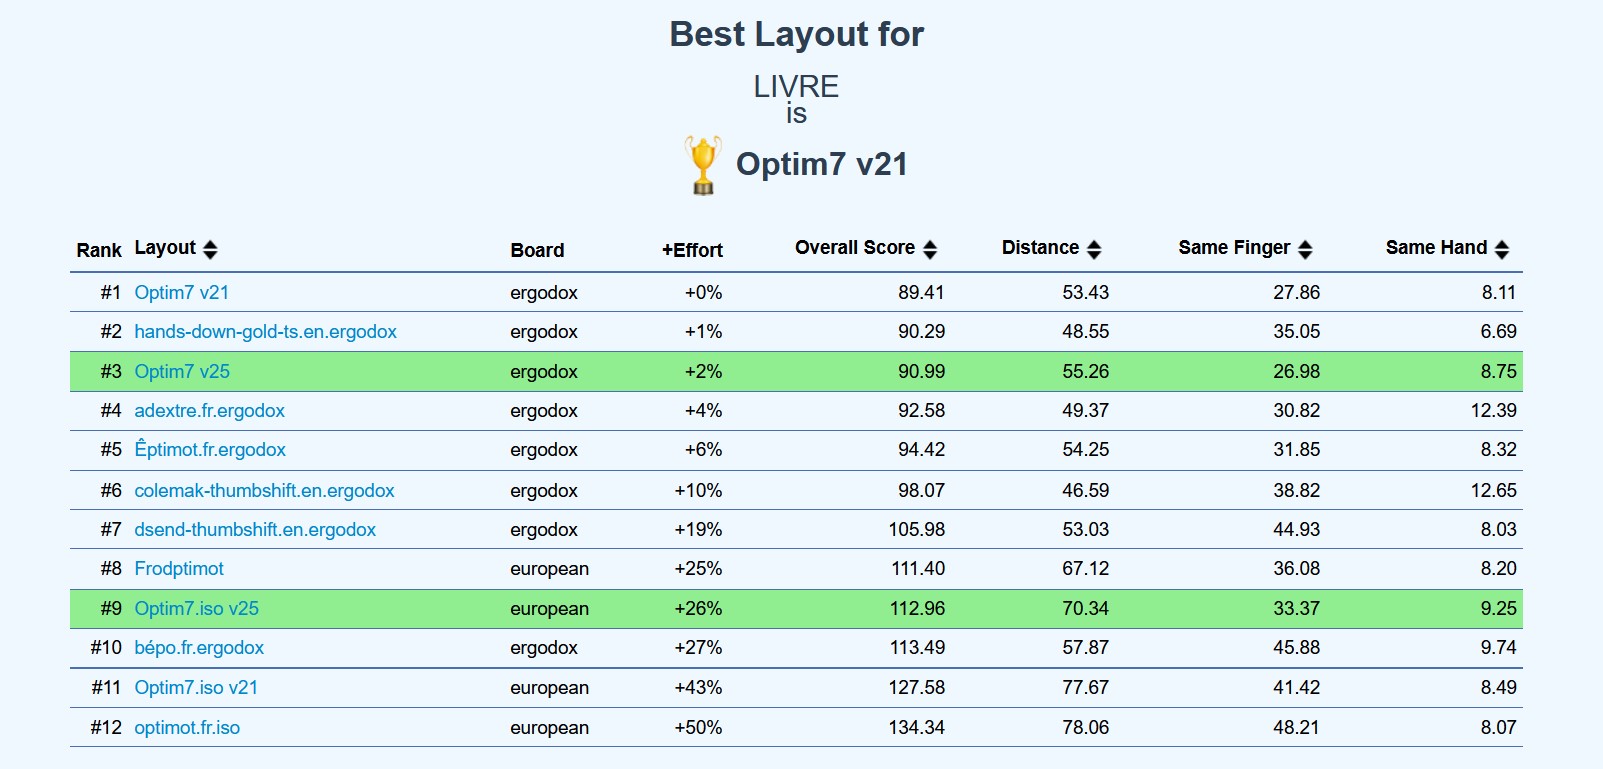 Best Layout for
LIVRE
is
Optim7 v21
Rank Layout Board +Effort Overall Score Distance Same Finger Same Hand
#1 Optim7 v21 ergodox +0% 89.41 53.43 27.86 8.11
#2 hands-down-gold-ts.en.ergodox ergodox +1% 90.29 48.55 35.05 6.69
#3 Optim7 v25 ergodox +2% 90.99 55.26 26.98 8.75
#4 adextre.fr.ergodox ergodox +4% 92.58 49.37 30.82 12.39
#5 Êptimot.fr.ergodox ergodox +6% 94.42 54.25 31.85 8.32
#6 colemak-thumbshift.en.ergodox ergodox +10% 98.07 46.59 38.82 12.65
#7 dsend-thumbshift.en.ergodox ergodox +19% 105.98 53.03 44.93 8.03
#8 Frodptimot european +25% 111.40 67.12 36.08 8.20
#9 Optim7.iso v25 european +26% 112.96 70.34 33.37 9.25
#10 bépo.fr.ergodox ergodox +27% 113.49 57.87 45.88 9.74
#11 Optim7.iso v21 european +43% 127.58 77.67 41.42 8.49
#12 optimot.fr.iso european +50% 134.34 78.06 48.21 8.07